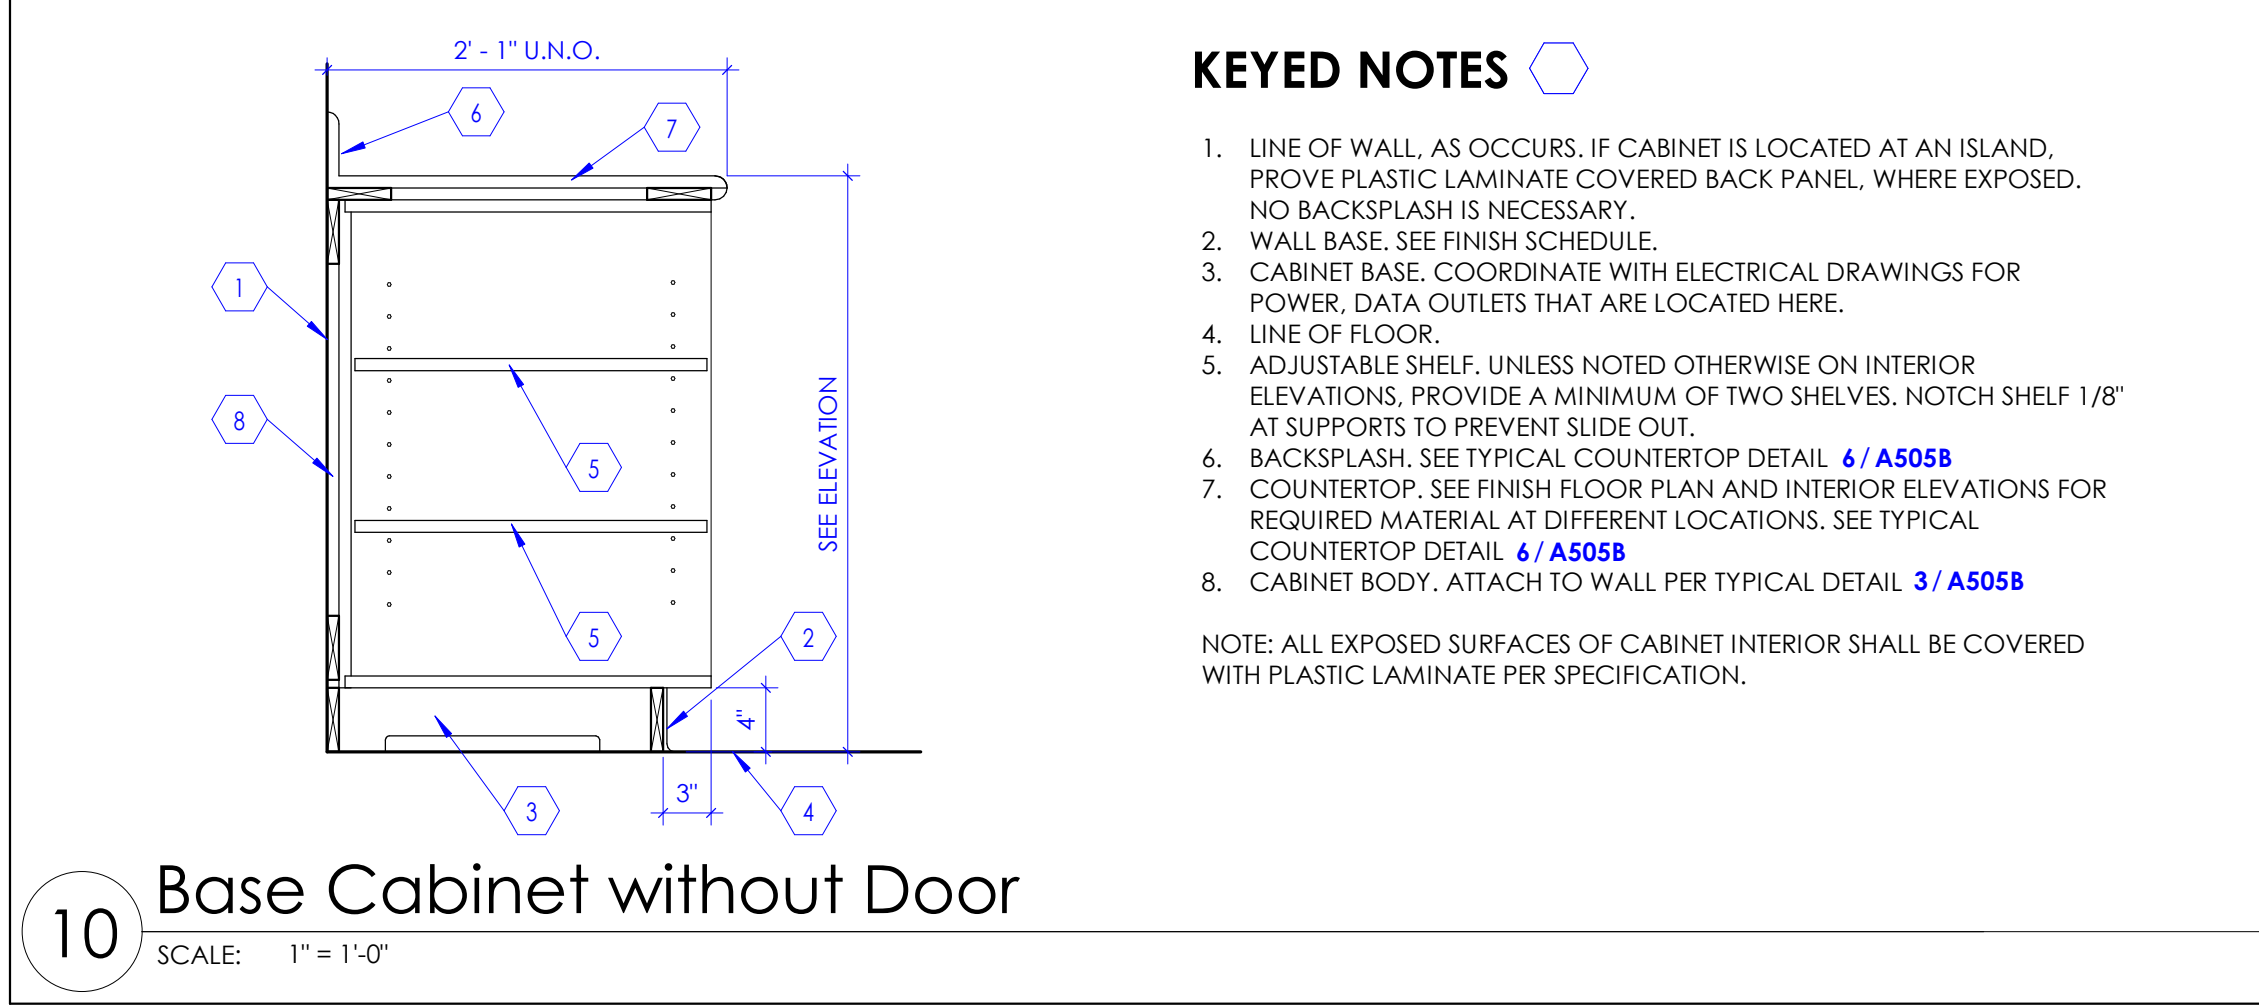 2' - 1" U.N.O.
6
7
1
8
5
5
2
SEE ELEVATION
4"
3"
3
4
KEYED NOTES
1. LINE OF WALL, AS OCCURS. IF CABINET IS LOCATED AT AN ISLAND,
PROVE PLASTIC LAMINATE COVERED BACK PANEL, WHERE EXPOSED.
NO BACKSPLASH IS NECESSARY.
2. WALL BASE. SEE FINISH SCHEDULE.
3. CABINET BASE. COORDINATE WITH ELECTRICAL DRAWINGS FOR
POWER, DATA OUTLETS THAT ARE LOCATED HERE.
4. LINE OF FLOOR.
5. ADJUSTABLE SHELF. UNLESS NOTED OTHERWISE ON INTERIOR
ELEVATIONS, PROVIDE A MINIMUM OF TWO SHELVES. NOTCH SHELF 1/8"
AT SUPPORTS TO PREVENT SLIDE OUT.
6. BACKSPLASH. SEE TYPICAL COUNTERTOP DETAIL 6 / A505B
7. COUNTERTOP. SEE FINISH FLOOR PLAN AND INTERIOR ELEVATIONS FOR
REQUIRED MATERIAL AT DIFFERENT LOCATIONS. SEE TYPICAL
COUNTERTOP DETAIL 6 / A505B
8. CABINET BODY. ATTACH TO WALL PER TYPICAL DETAIL 3 / A505B
NOTE: ALL EXPOSED SURFACES OF CABINET INTERIOR SHALL BE COVERED
WITH PLASTIC LAMINATE PER SPECIFICATION.
10
Base Cabinet without Door
SCALE: 1" = 1'-0"